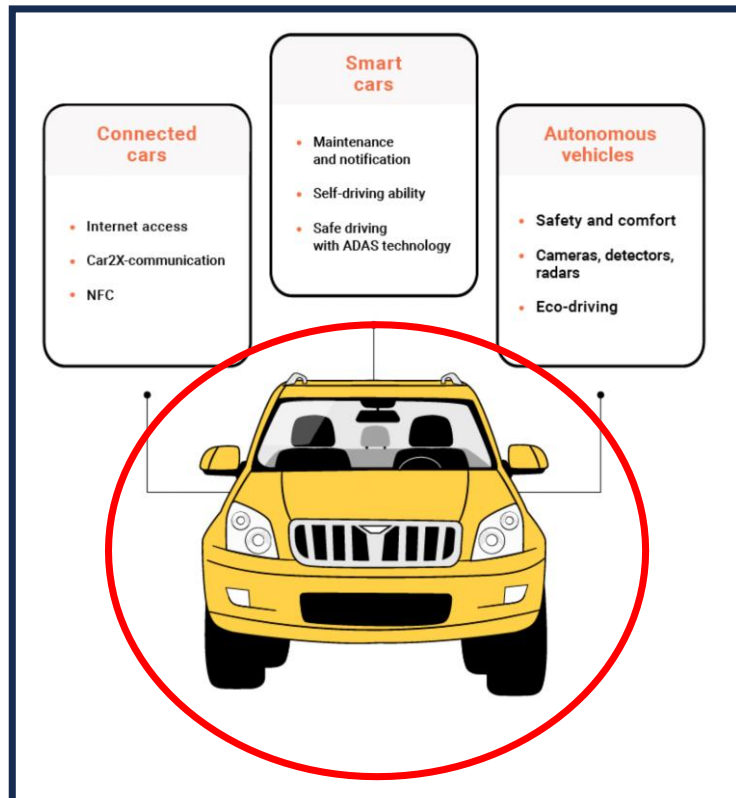 Smart
cars
Maintenance
and notification
Self-driving ability
Safe driving
with ADAS technology
Connected
cars
Internet access
Car2X-communication
NFC
Autonomous
vehicles
Safety and comfort
Cameras, detectors,
radars
Eco-driving